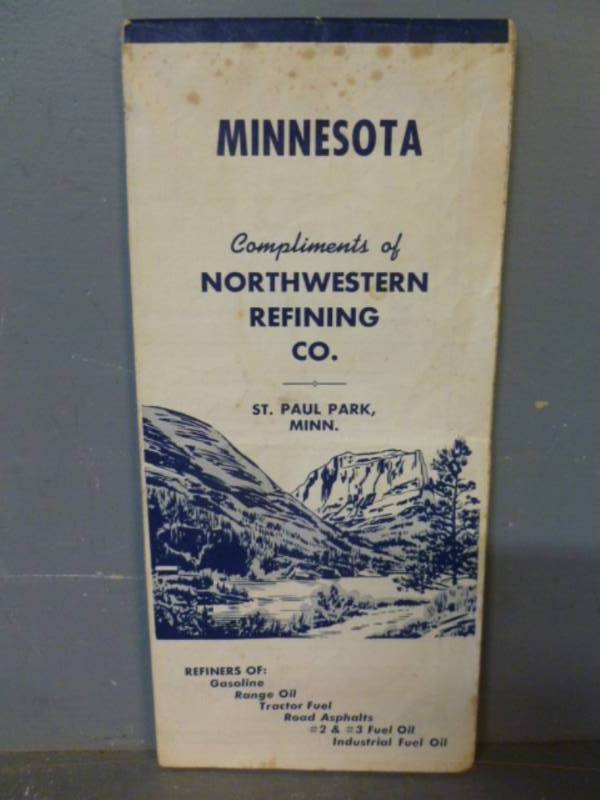 MINNESOTA
Compliments of
NORTHWESTERN
REFINING
CO.
ST. PAUL PARK,
MINN.
REFINERS OF:
Gasoline
Range Oil
Tractor Fuel
Road Asphalts
#2 & #3 Fuel Oil
Industrial Fuel Oil